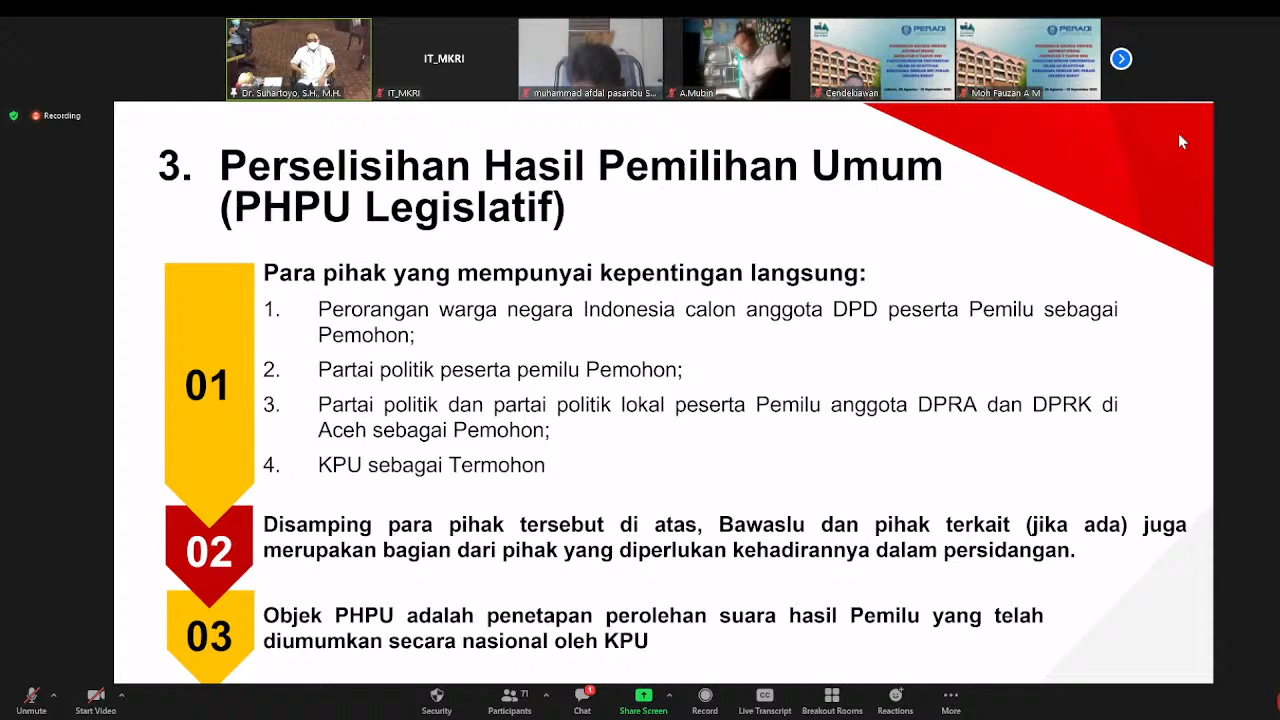 IT_MKRI
Dr. Suhartoyo, S.H., M.H.
IT_MKRI
muhammad afdal pasaribu S...
A.Mubin
PERADI
Cendekiawan
PERADI
Moh Fauzan A M
Recording
3. Perselisihan Hasil Pemilihan Umum
(PHPU Legislatif)
01
Para pihak yang mempunyai kepentingan langsung:
1. Perorangan warga negara Indonesia calon anggota DPD peserta Pemilu sebagai
Pemohon;
2. Partai politik peserta pemilu Pemohon;
3. Partai politik dan partai politik lokal peserta Pemilu anggota DPRA dan DPRK di
Aceh sebagai Pemohon;
4. KPU sebagai Termohon
02
Disamping para pihak tersebut di atas, Bawaslu dan pihak terkait (jika ada) juga
merupakan bagian dari pihak yang diperlukan kehadirannya dalam persidangan.
03
Objek PHPU adalah penetapan perolehan suara hasil Pemilu yang telah
diumumkan secara nasional oleh KPU
Unmute
Start Video
Security
71
Participants
1
Chat
Share Screen
Record
CC
Live Transcript
Breakout Rooms
Reactions
More